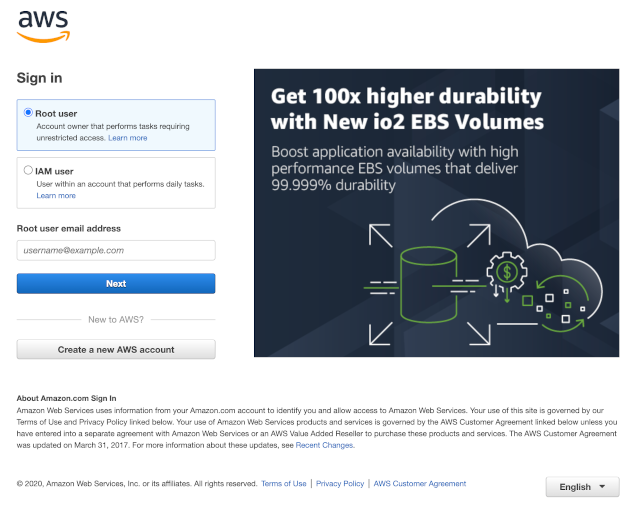 aws
Sign in
Root user
Account owner that performs tasks requiring
unrestricted access. Learn more
IAM user
User within an account that performs daily tasks.
Learn more
Root user email address
username@example.com
Next
New to AWS?
Create a new AWS account
Get 100x higher durability
with New io2 EBS Volumes
Boost application availability with high
performance EBS volumes that deliver
99.999% durability
$
About Amazon.com Sign In
Amazon Web Services uses information from your Amazon.com account to identify you and allow access to Amazon Web Services. Your use of this site is governed by our
Terms of Use and Privacy Policy linked below. Your use of Amazon Web Services products and services is governed by the AWS Customer Agreement linked below unless you
have entered into a separate agreement with Amazon Web Services or an AWS Value Added Reseller to purchase these products and services. The AWS Customer Agreement
was updated on March 31, 2017. For more information about these updates, see Recent Changes.
© 2020, Amazon Web Services, Inc. or its affiliates. All rights reserved. Terms of Use | Privacy Policy | AWS Customer Agreement
English